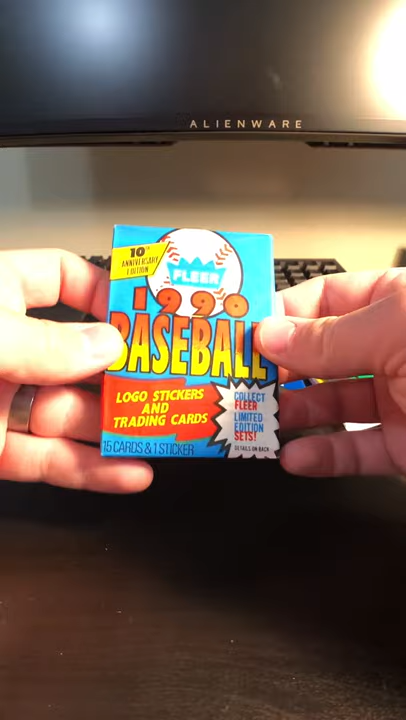 ALIENWARE
10TH
ANNIVERSARY
EDITION
FLEER
1990
BASEBALL
LOGO STICKERS
AND
TRADING CARDS
COLLECT
FLEER
LIMITED
EDITION
SETS!
DETAILS ON BACK
15 CARDS & 1 STICKER